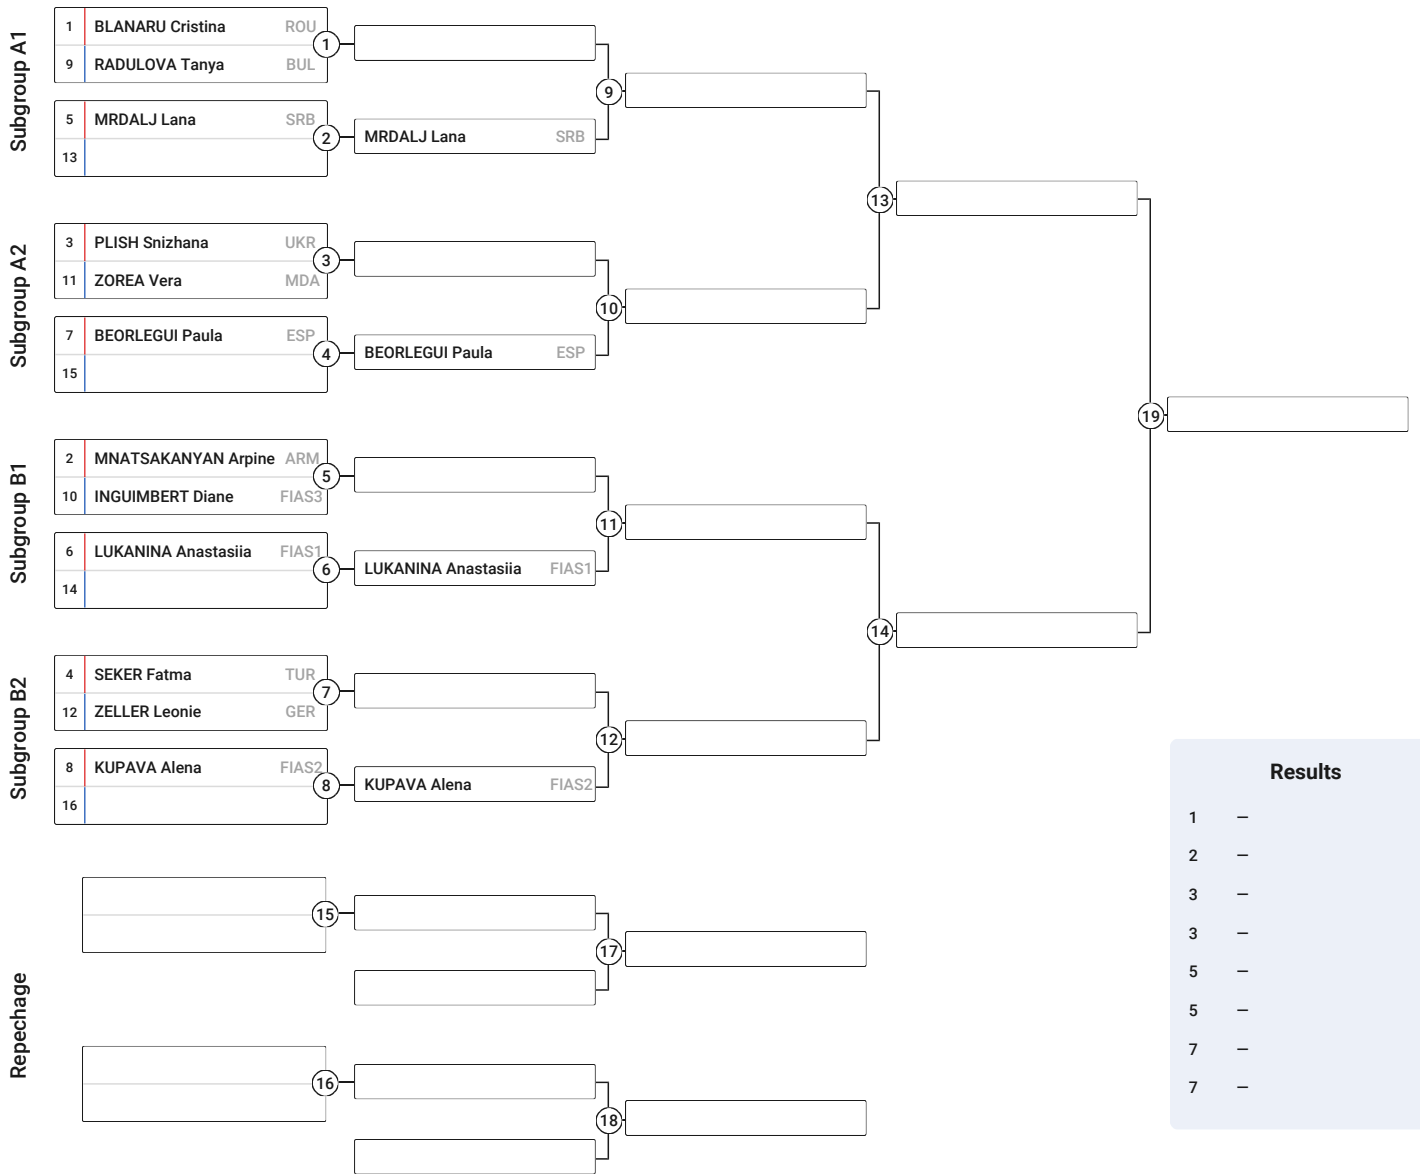 Subgroup A1
1 BLANARU Cristina ROU
9 RADULOVA Tanya BUL
1
5 MRDALJ Lana SRB
13
2
MRDALJ Lana SRB
9
Subgroup A2
3 PLISH Snizhana UKR
11 ZOREA Vera MDA
3
7 BEORLEGUI Paula ESP
15
4
BEORLEGUI Paula ESP
10
13
Subgroup B1
2 MNATSAKANYAN Arpine ARM
10 INGUIMBERT Diane FIAS3
5
6 LUKANINA Anastasiia FIAS1
14
6
LUKANINA Anastasiia FIAS1
11
Subgroup B2
4 SEKER Fatma TUR
12 ZELLER Leonie GER
7
8 KUPAVA Alena FIAS2
16
8
KUPAVA Alena FIAS2
12
14
19
Repechage
15
17
16
18
Results
1 –
2 –
3 –
3 –
5 –
5 –
7 –
7 –